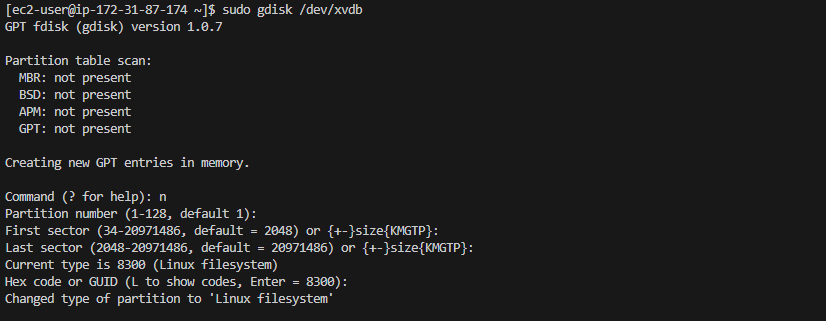 [ec2-user@ip-172-31-87-174 ~]$ sudo gdisk /dev/xvdb
GPT fdisk (gdisk) version 1.0.7
Partition table scan:
MBR: not present
BSD: not present
APM: not present
GPT: not present
Creating new GPT entries in memory.
Command (? for help): n
Partition number (1-128, default 1):
First sector (34-20971486, default = 2048) or {+-}size{KMGTP}:
Last sector (2048-20971486, default = 20971486) or {+-}size{KMGTP}:
Current type is 8300 (Linux filesystem)
Hex code or GUID (L to show codes, Enter = 8300):
Changed type of partition to 'Linux filesystem'